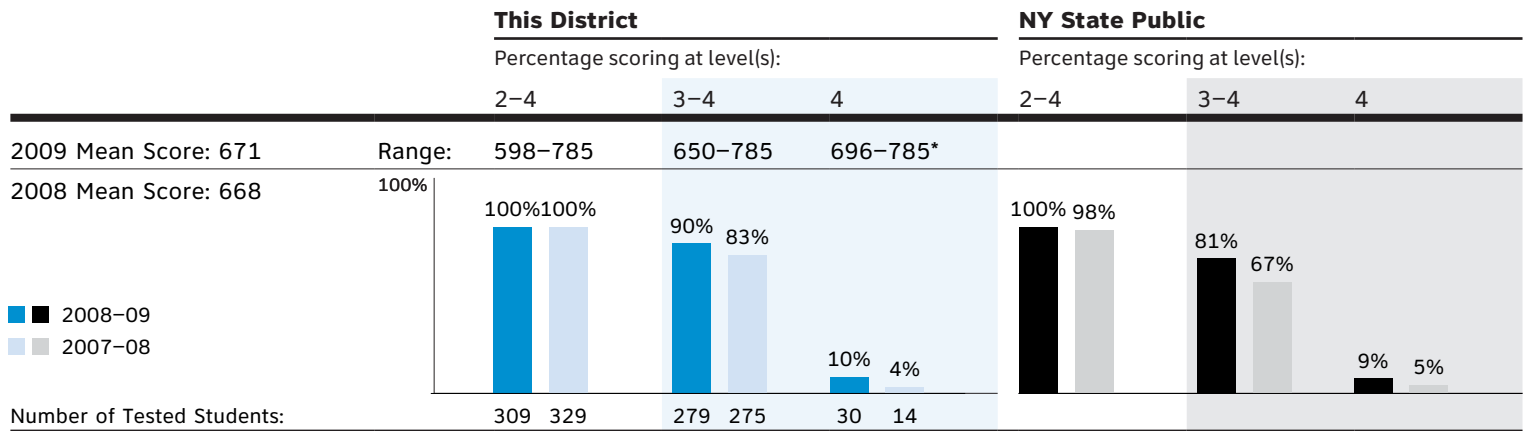 This District NY State Public
Percentage scoring at level(s): Percentage scoring at level(s):
2–4 3–4 4 2–4 3–4 4
2009 Mean Score: 671 Range: 598–785 650–785 696–785*
2008 Mean Score: 668 100%
100% 100% 90% 83% 10% 4% 100% 98% 81% 67% 9% 5%
2008–09
2007–08
Number of Tested Students: 309 329 279 275 30 14